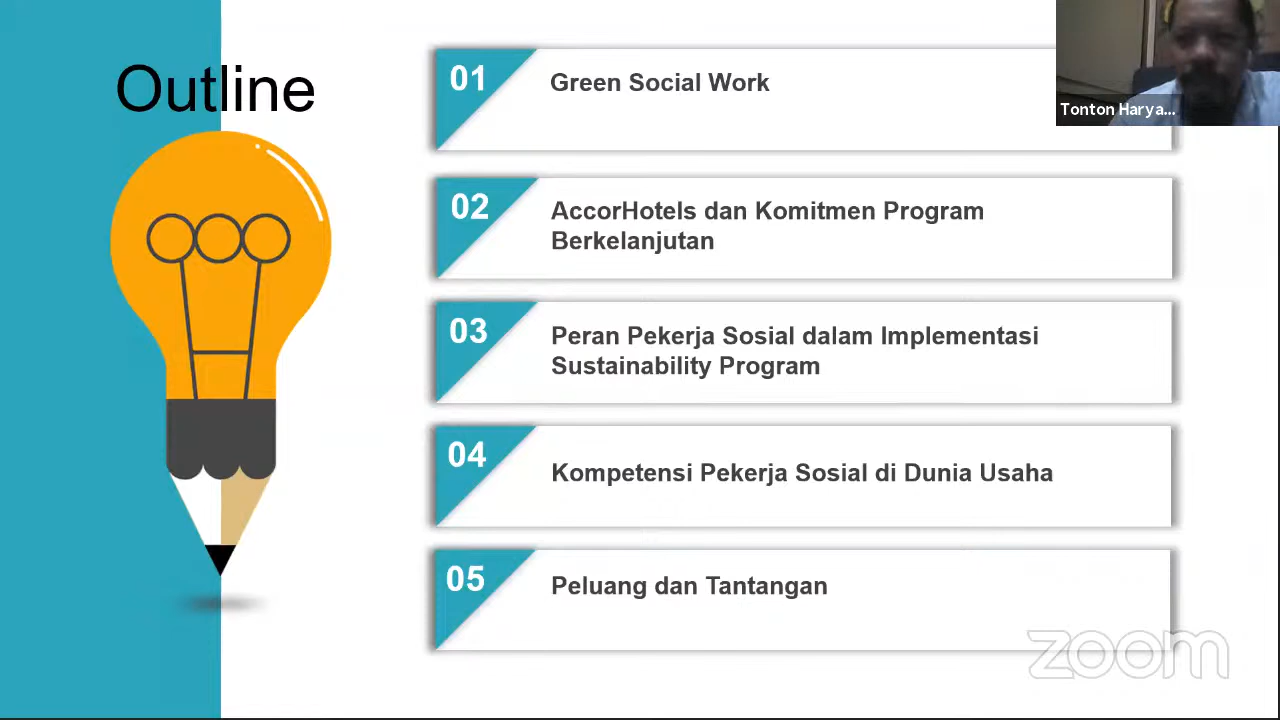 Outline
01
Green Social Work
Tonton Harya...
02
AccorHotels dan Komitmen Program
Berkelanjutan
03
Peran Pekerja Sosial dalam Implementasi
Sustainability Program
04
Kompetensi Pekerja Sosial di Dunia Usaha
05
Peluang dan Tantangan
zoom